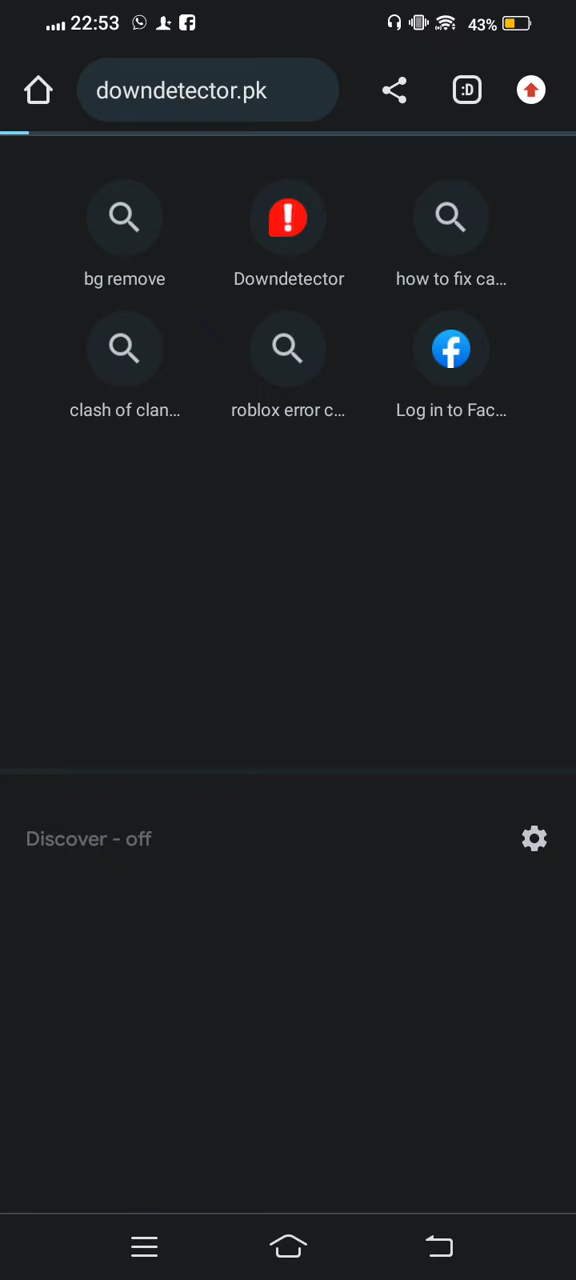 22:53
43%
downdetector.pk
:D
bg remove
Downdetector
how to fix ca...
clash of clan...
roblox error c...
Log in to Fac...
Discover - off